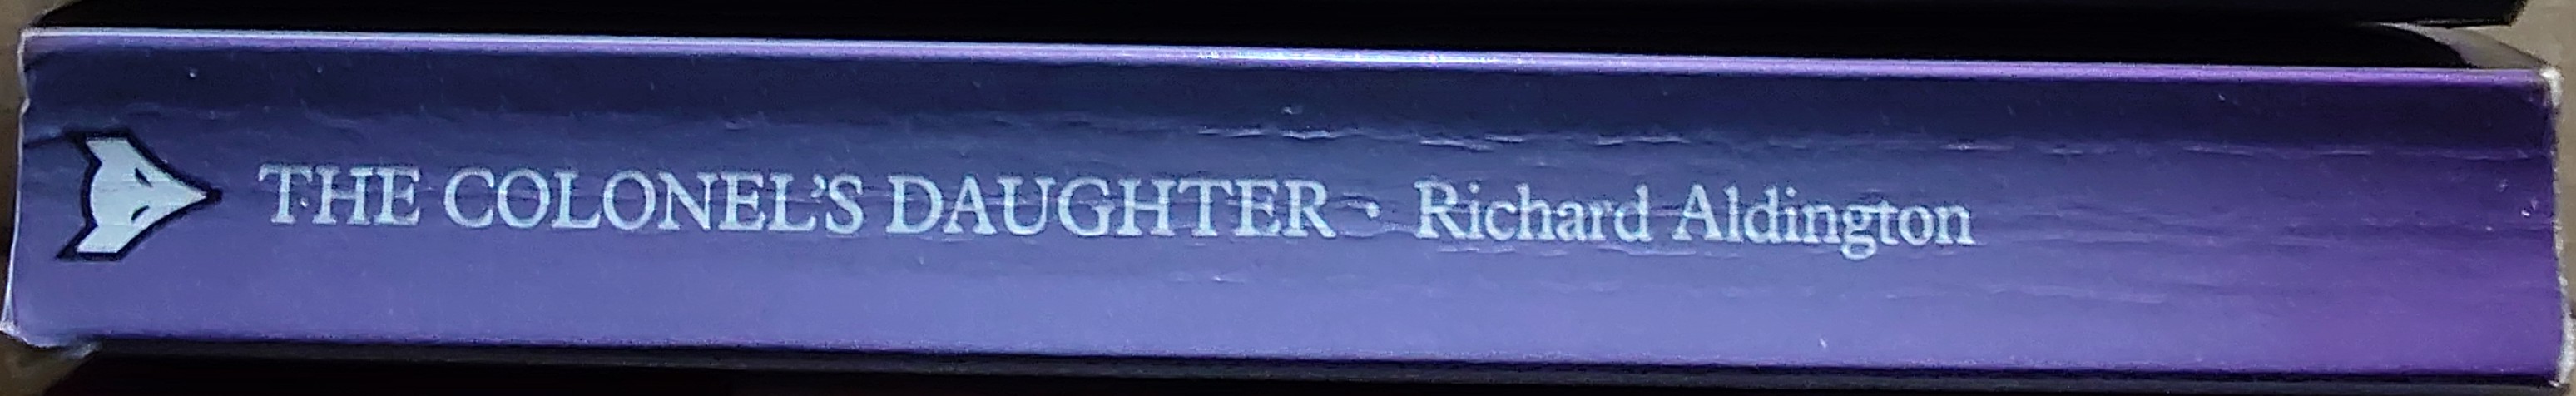 THE COLONEL'S DAUGHTER · Richard Aldington